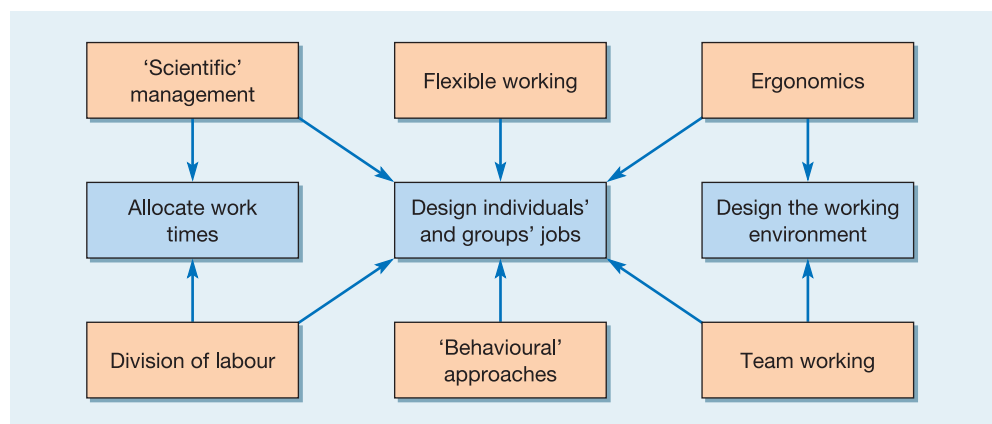 ‘Scientific’
management
Flexible working
Ergonomics
Allocate work
times
Design individuals’
and groups’ jobs
Design the working
environment
Division of labour
‘Behavioural’
approaches
Team working